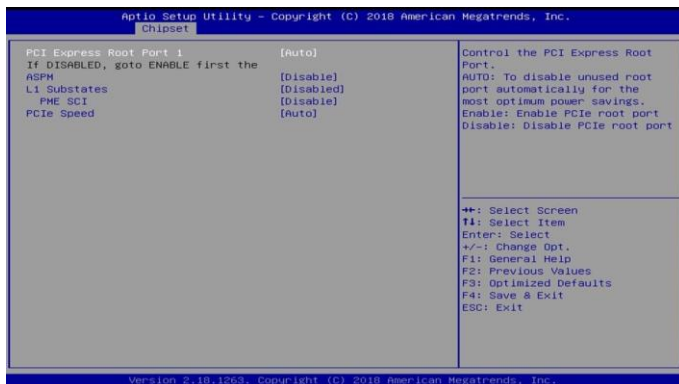 Aptio Setup Utility – Copyright (C) 2018 American Megatrends, Inc.
Chipset
PCI Express Root Port 1 [Auto]
If DISABLED, goto ENABLE first the
ASPM [Disable]
L1 Substates [Disabled]
PME SCI [Disable]
PCIe Speed [Auto]
Control the PCI Express Root
Port.
AUTO: To disable unused root
port automatically for the
most optimum power savings.
Enable: Enable PCIe root port
Disable: Disable PCIe root port
→←: Select Screen
↑↓: Select Item
Enter: Select
+/-: Change Opt.
F1: General Help
F2: Previous Values
F3: Optimized Defaults
F4: Save & Exit
ESC: Exit
Version 2.18.1263. Copyright (C) 2018 American Megatrends, Inc.